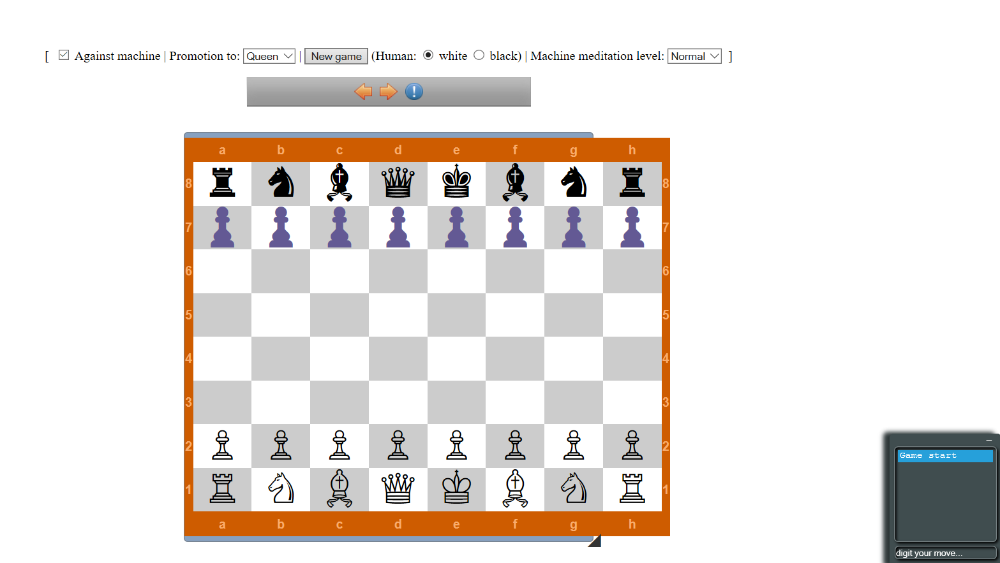 [ Against machine | Promotion to: Queen | New game (Human: white black) | Machine meditation level: Normal ]
a b c d e f g h
8 8
7 7
6 6
5 5
4 4
3 3
2 2
1 1
a b c d e f g h
Game start
digit your move...